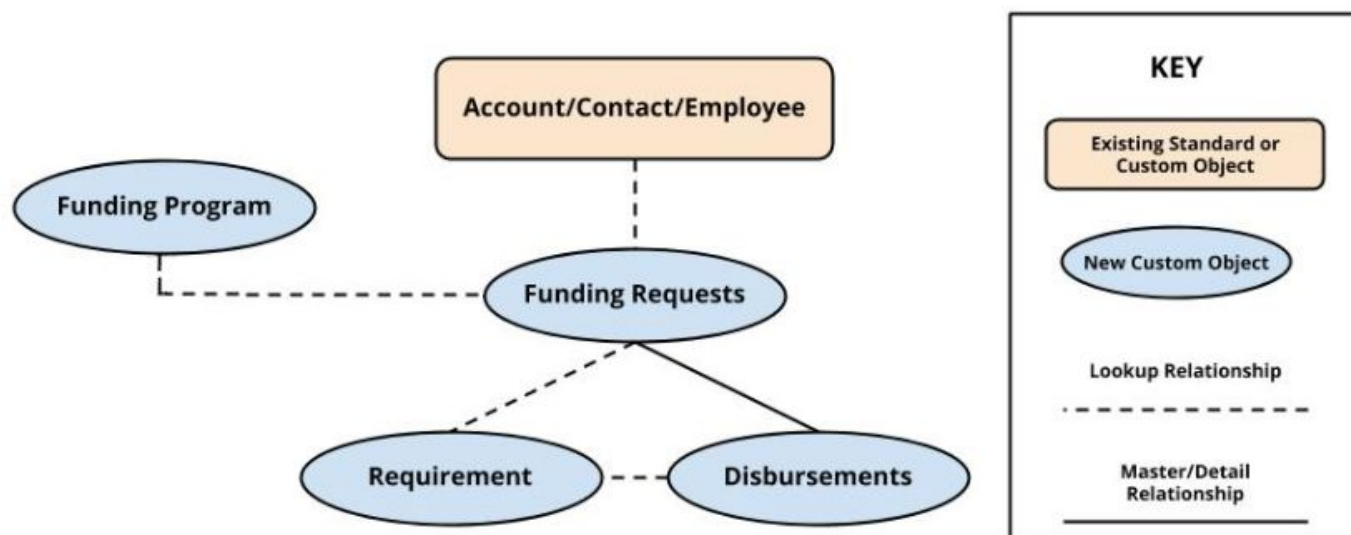 Account/Contact/Employee
Funding Program
Funding Requests
Requirement
Disbursements
KEY
Existing Standard or
Custom Object
New Custom Object
Lookup Relationship
Master/Detail
Relationship